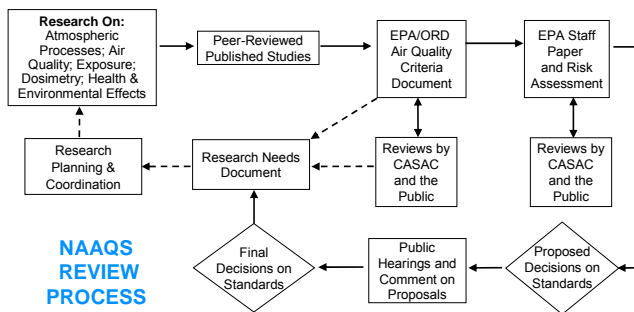 Research On:
Atmospheric
Processes; Air
Quality; Exposure;
Dosimetry; Health &
Environmental Effects
Peer-Reviewed
Published Studies
EPA/ORD
Air Quality
Criteria
Document
EPA Staff
Paper
and Risk
Assessment
Research
Planning &
Coordination
Research Needs
Document
Reviews by
CASAC
and the
Public
Reviews by
CASAC
and the
Public
NAAQS
REVIEW
PROCESS
Final
Decisions on
Standards
Public
Hearings and
Comment on
Proposals
Proposed
Decisions on
Standards